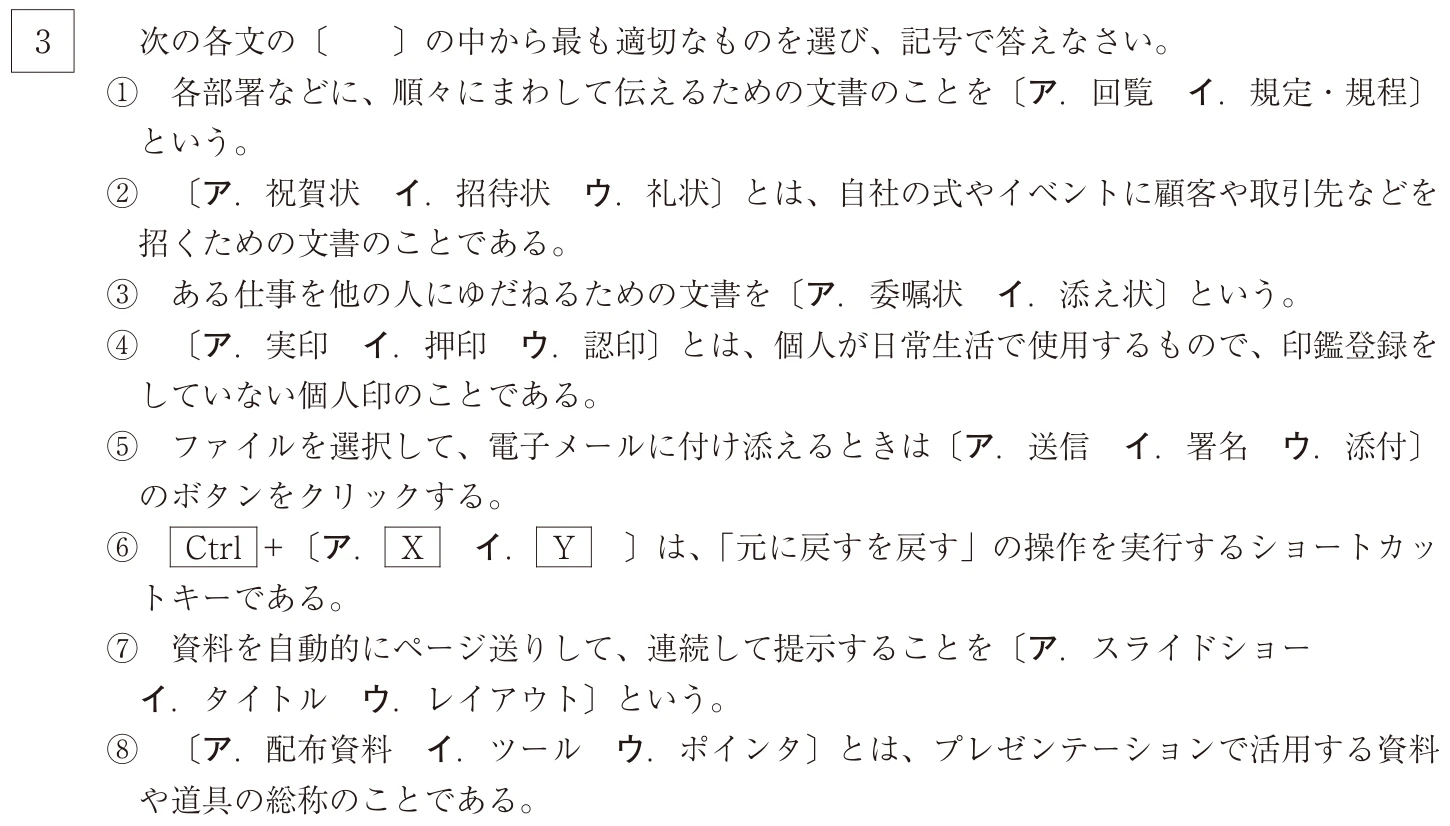 3　次の各文の〔　　〕の中から最も適切なものを選び、記号で答えなさい。
①　各部署などに、順々にまわして伝えるための文書のことを〔ア．回覧　イ．規定・規程〕
という。
②　〔ア．祝賀状　イ．招待状　ウ．礼状〕とは、自社の式やイベントに顧客や取引先などを
招くための文書のことである。
③　ある仕事を他の人にゆだねるための文書を〔ア．委嘱状　イ．添え状〕という。
④　〔ア．実印　イ．押印　ウ．認印〕とは、個人が日常生活で使用するもので、印鑑登録を
していない個人印のことである。
⑤　ファイルを選択して、電子メールに付け添えるときは〔ア．送信　イ．署名　ウ．添付〕
のボタンをクリックする。
⑥　Ctrl＋〔ア．X　イ．Y　〕は、「元に戻すを戻す」の操作を実行するショートカッ
トキーである。
⑦　資料を自動的にページ送りして、連続して提示することを〔ア．スライドショー
イ．タイトル　ウ．レイアウト〕という。
⑧　〔ア．配布資料　イ．ツール　ウ．ポインタ〕とは、プレゼンテーションで活用する資料
や道具の総称のことである。